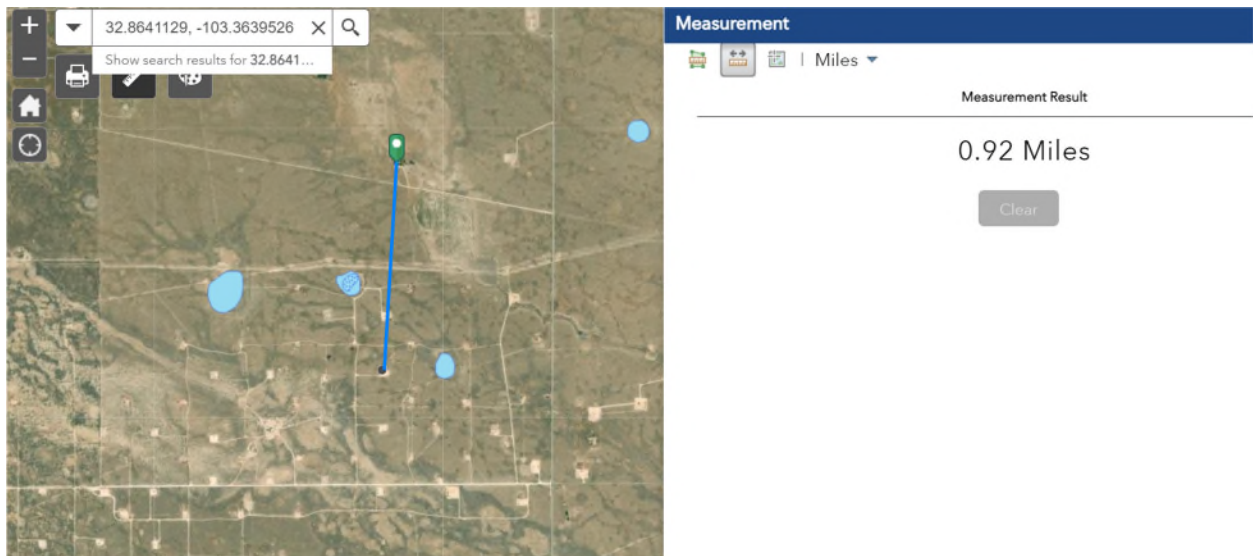 +
32.8641129, -103.3639526
Show search results for 32.8641...
−
Measurement
Miles
Measurement Result
0.92 Miles
Clear